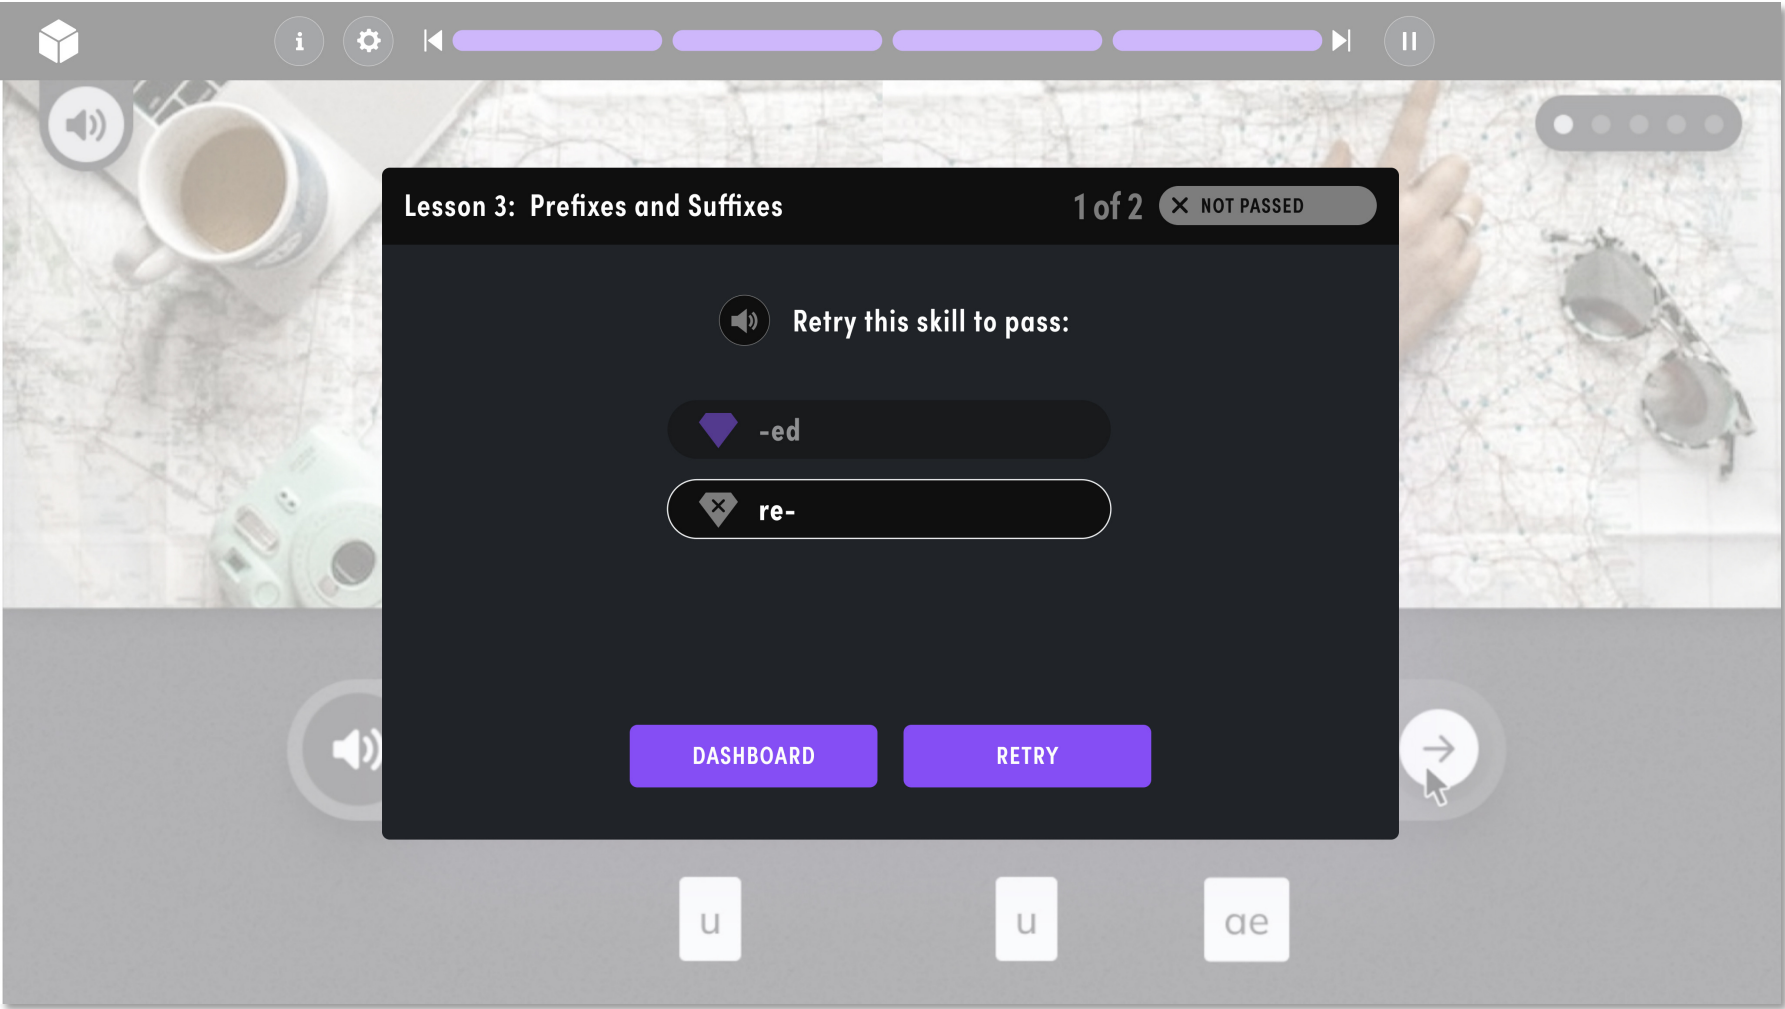 Lesson 3: Prefixes and Suffixes
1 of 2
NOT PASSED
Retry this skill to pass:
-ed
re-
DASHBOARD
RETRY
u
u
ae